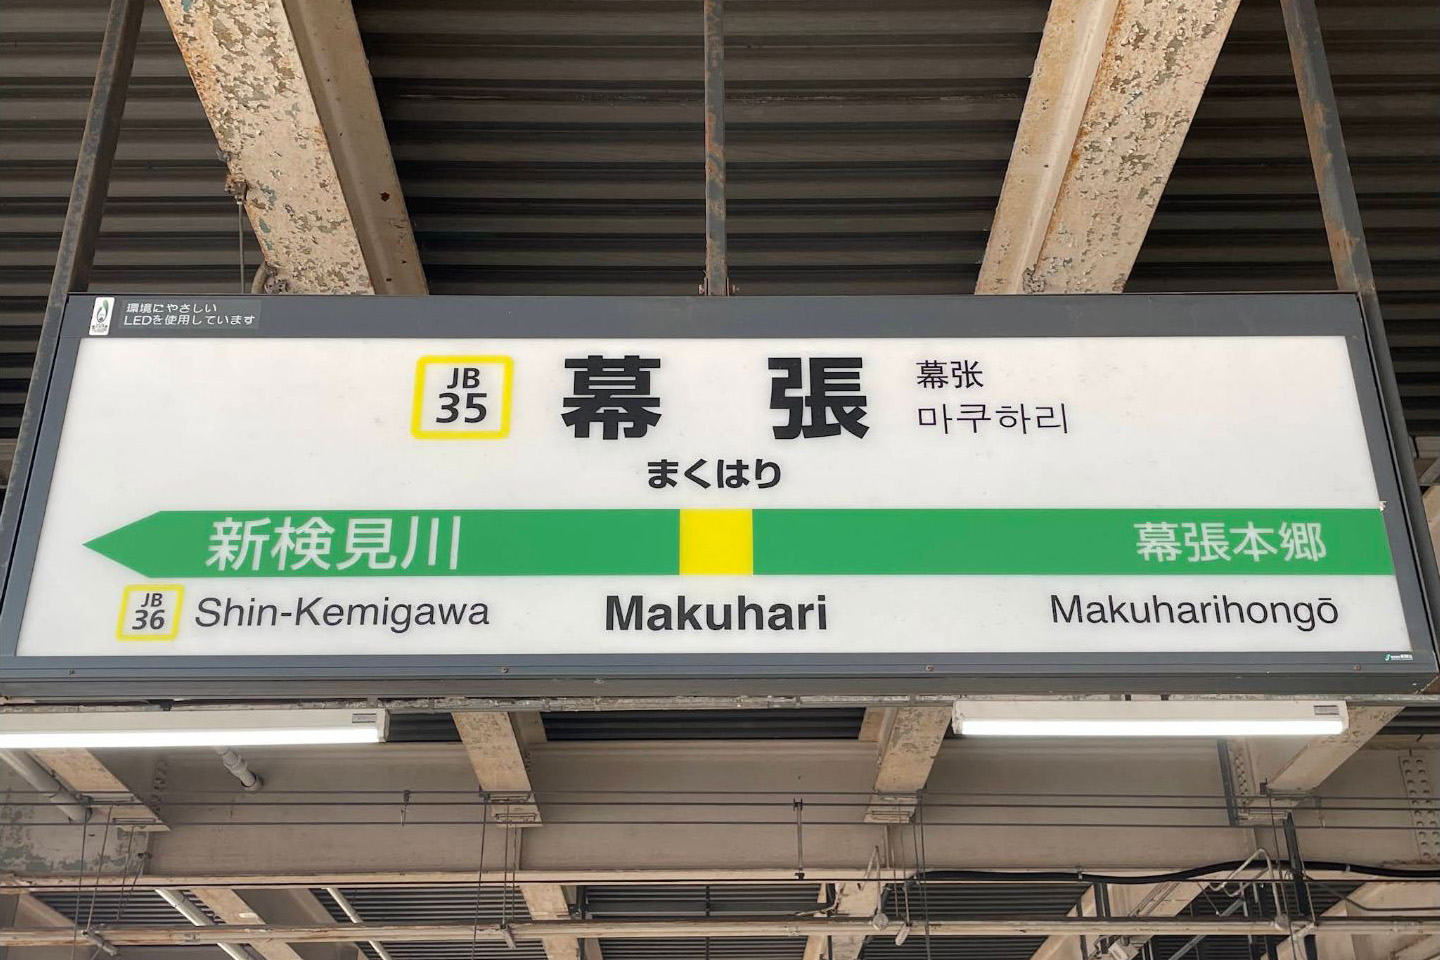 環境にやさしい
LEDを使用しています
JB
35
幕張
幕张
마쿠하리
まくはり
新検見川
幕張本郷
JB
36
Shin-Kemigawa
Makuhari
Makuharihongō